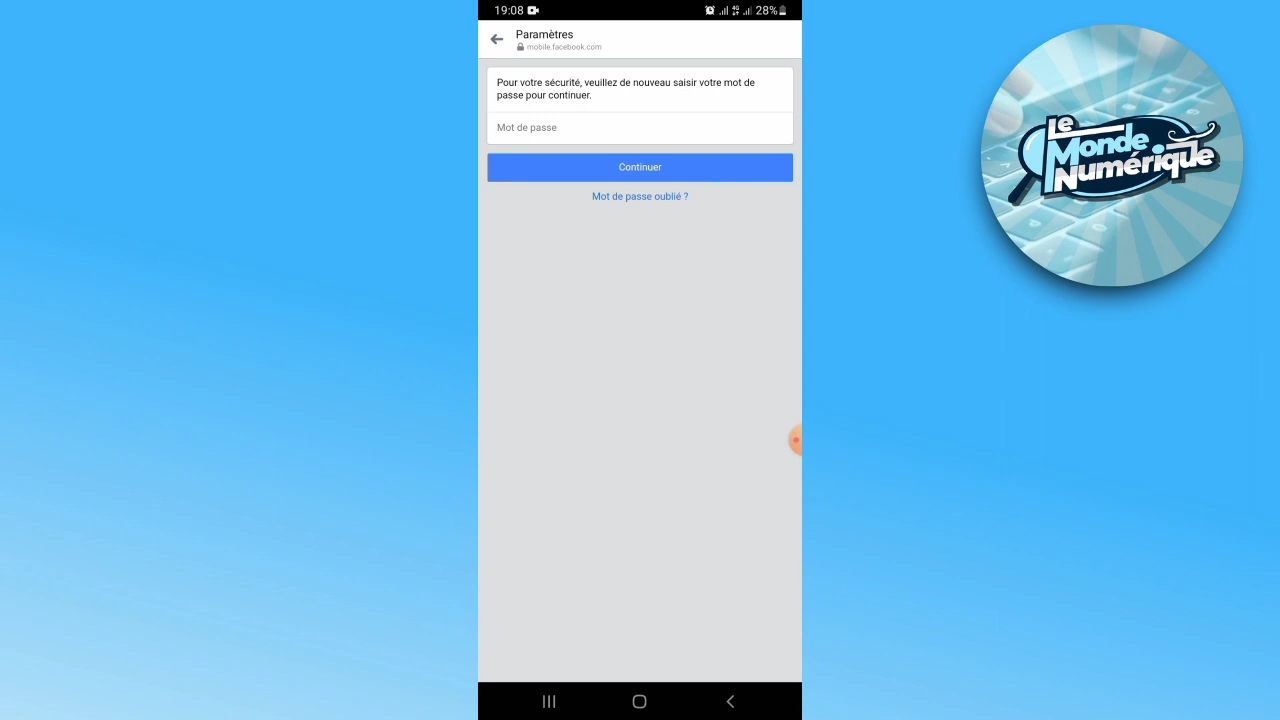 19:08
4G
28%
Paramètres
mobile.facebook.com
Pour votre sécurité, veuillez de nouveau saisir votre mot de
passe pour continuer.
Mot de passe
Continuer
Mot de passe oublié ?
Le
Monde
Numérique